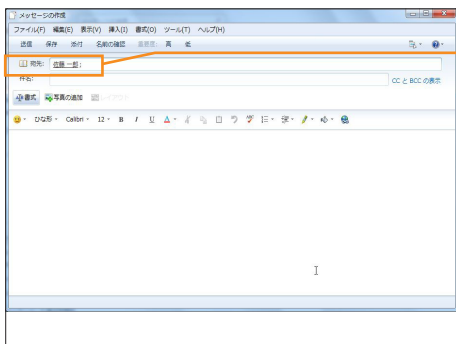 メッセージの作成
ファイル(F) 編集(E) 表示(V) 挿入(I) 書式(O) ツール(T) ヘルプ(H)
送信 保存 添付 名前の確認 重要度: 高 低
宛先: 佐藤 一郎;
件名: CC と BCC の表示
書式 写真の追加 レイアウト
ひな形 Calibri 12 B I U A